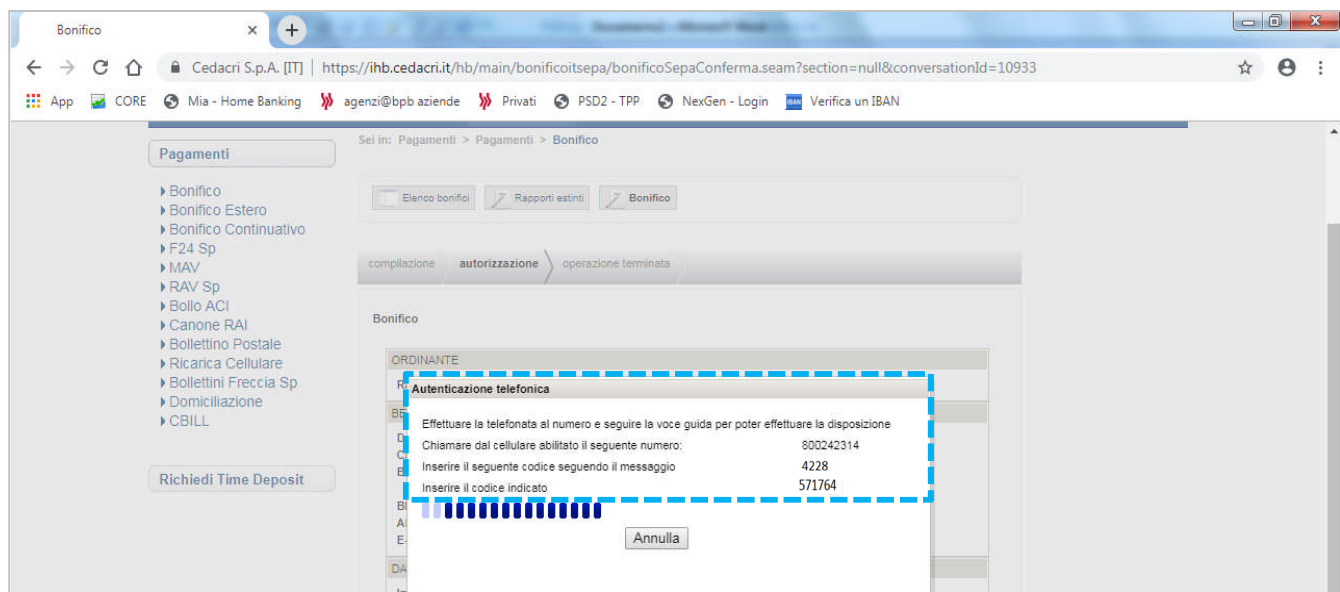 Bonifico
Cedacri S.p.A. [IT] | https://ihb.cedacri.it/hb/main/bonificoitsepa/bonificoSepaConferma.seam?section=null&conversationId=10933
App CORE Mia - Home Banking agenzi@bpb aziende Privati PSD2 - TPP NexGen - Login IBAN Verifica un IBAN
Pagamenti
Bonifico
Bonifico Estero
Bonifico Continuativo
F24 Sp
MAV
RAV Sp
Bollo ACI
Canone RAI
Bollettino Postale
Ricarica Cellulare
Bollettini Freccia Sp
Domiciliazione
CBILL
Richiedi Time Deposit
Sei in: Pagamenti > Pagamenti > Bonifico
Elenco bonifici Rapporti estinti Bonifico
compilazione autorizzazione operazione terminata
Bonifico
ORDINANTE
Autenticazione telefonica
Effettuare la telefonata al numero e seguire la voce guida per poter effettuare la disposizione
Chiamare dal cellulare abilitato il seguente numero: 800242314
Inserire il seguente codice seguendo il messaggio 4228
Inserire il codice indicato 571764
Annulla
DA